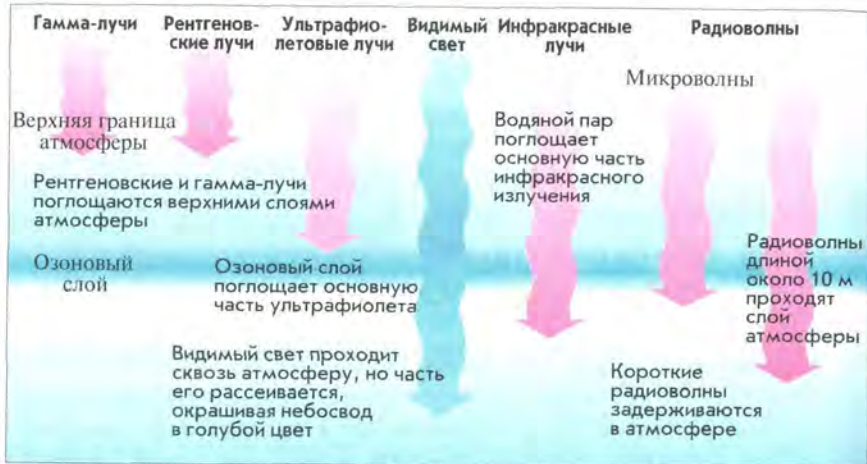 Гамма-лучи
Рентгенов-
ские лучи
Ультрафио-
летовые лучи
Видимый
свет
Инфракрасные
лучи
Радиоволны
Микроволны
Верхняя граница
атмосферы
Водяной пар
поглощает
основную часть
инфракрасного
излучения
Рентгеновские и гамма-лучи
поглощаются верхними слоями
атмосферы
Озоновый
слой
Озоновый слой
поглощает основную
часть ультрафиолета
Радиоволны
длиной
около 10 м
проходят
слой
атмосферы
Видимый свет проходит
сквозь атмосферу, но часть
его рассеивается,
окрашивая небосвод
в голубой цвет
Короткие
радиоволны
задерживаются
в атмосфере